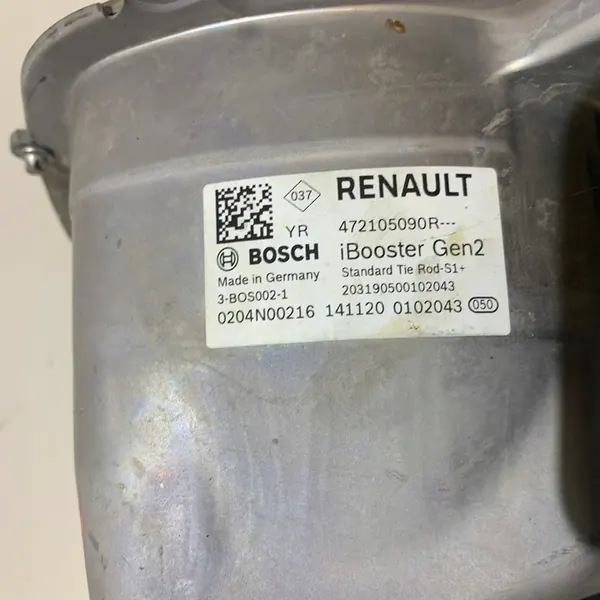 037 RENAULT
YR 472105090R---
BOSCH iBooster Gen2
Made in Germany Standard Tie Rod-S1+
3-BOS002-1 203190500102043
0204N00216 141120 0102043 050